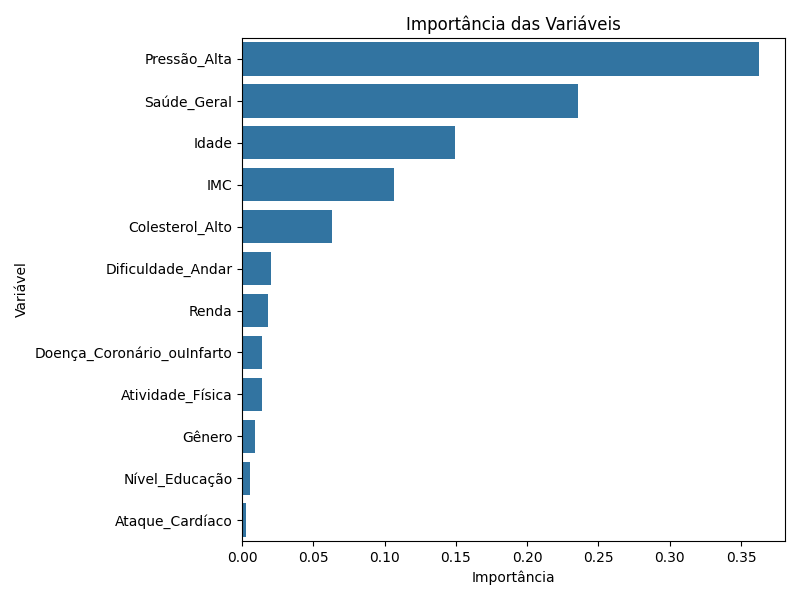 Importância das Variáveis
Variável
Pressão_Alta
Saúde_Geral
Idade
IMC
Colesterol_Alto
Dificuldade_Andar
Renda
Doença_Coronário_ouInfarto
Atividade_Física
Gênero
Nível_Educação
Ataque_Cardíaco
0.00 0.05 0.10 0.15 0.20 0.25 0.30 0.35
Importância